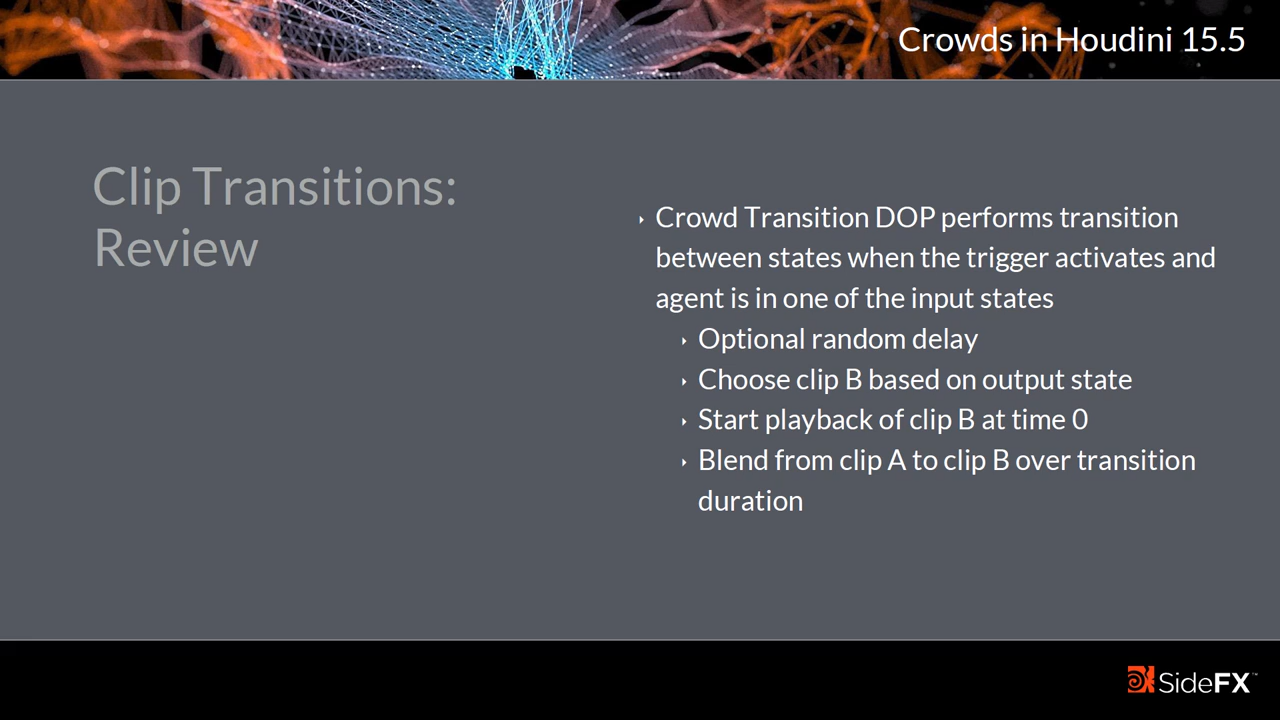 Crowds in Houdini 15.5
Clip Transitions:
Review
Crowd Transition DOP performs transition
between states when the trigger activates and
agent is in one of the input states
Optional random delay
Choose clip B based on output state
Start playback of clip B at time 0
Blend from clip A to clip B over transition
duration
SideFX™